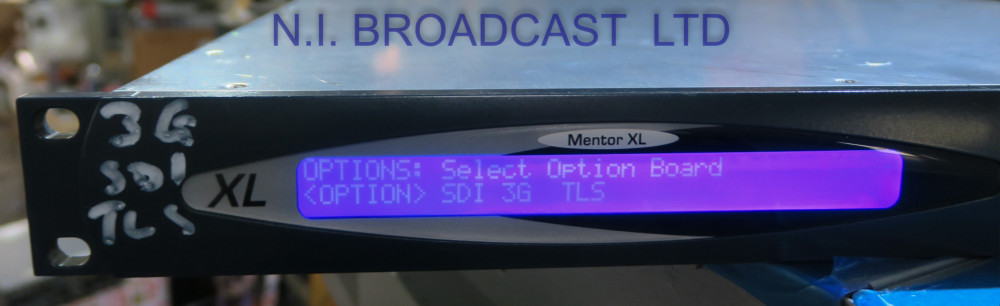 N.I. BROADCAST LTD
3G
SDI
TLS
XL
Mentor XL
OPTIONS: Select Option Board
<OPTION> SDI 3G TLS